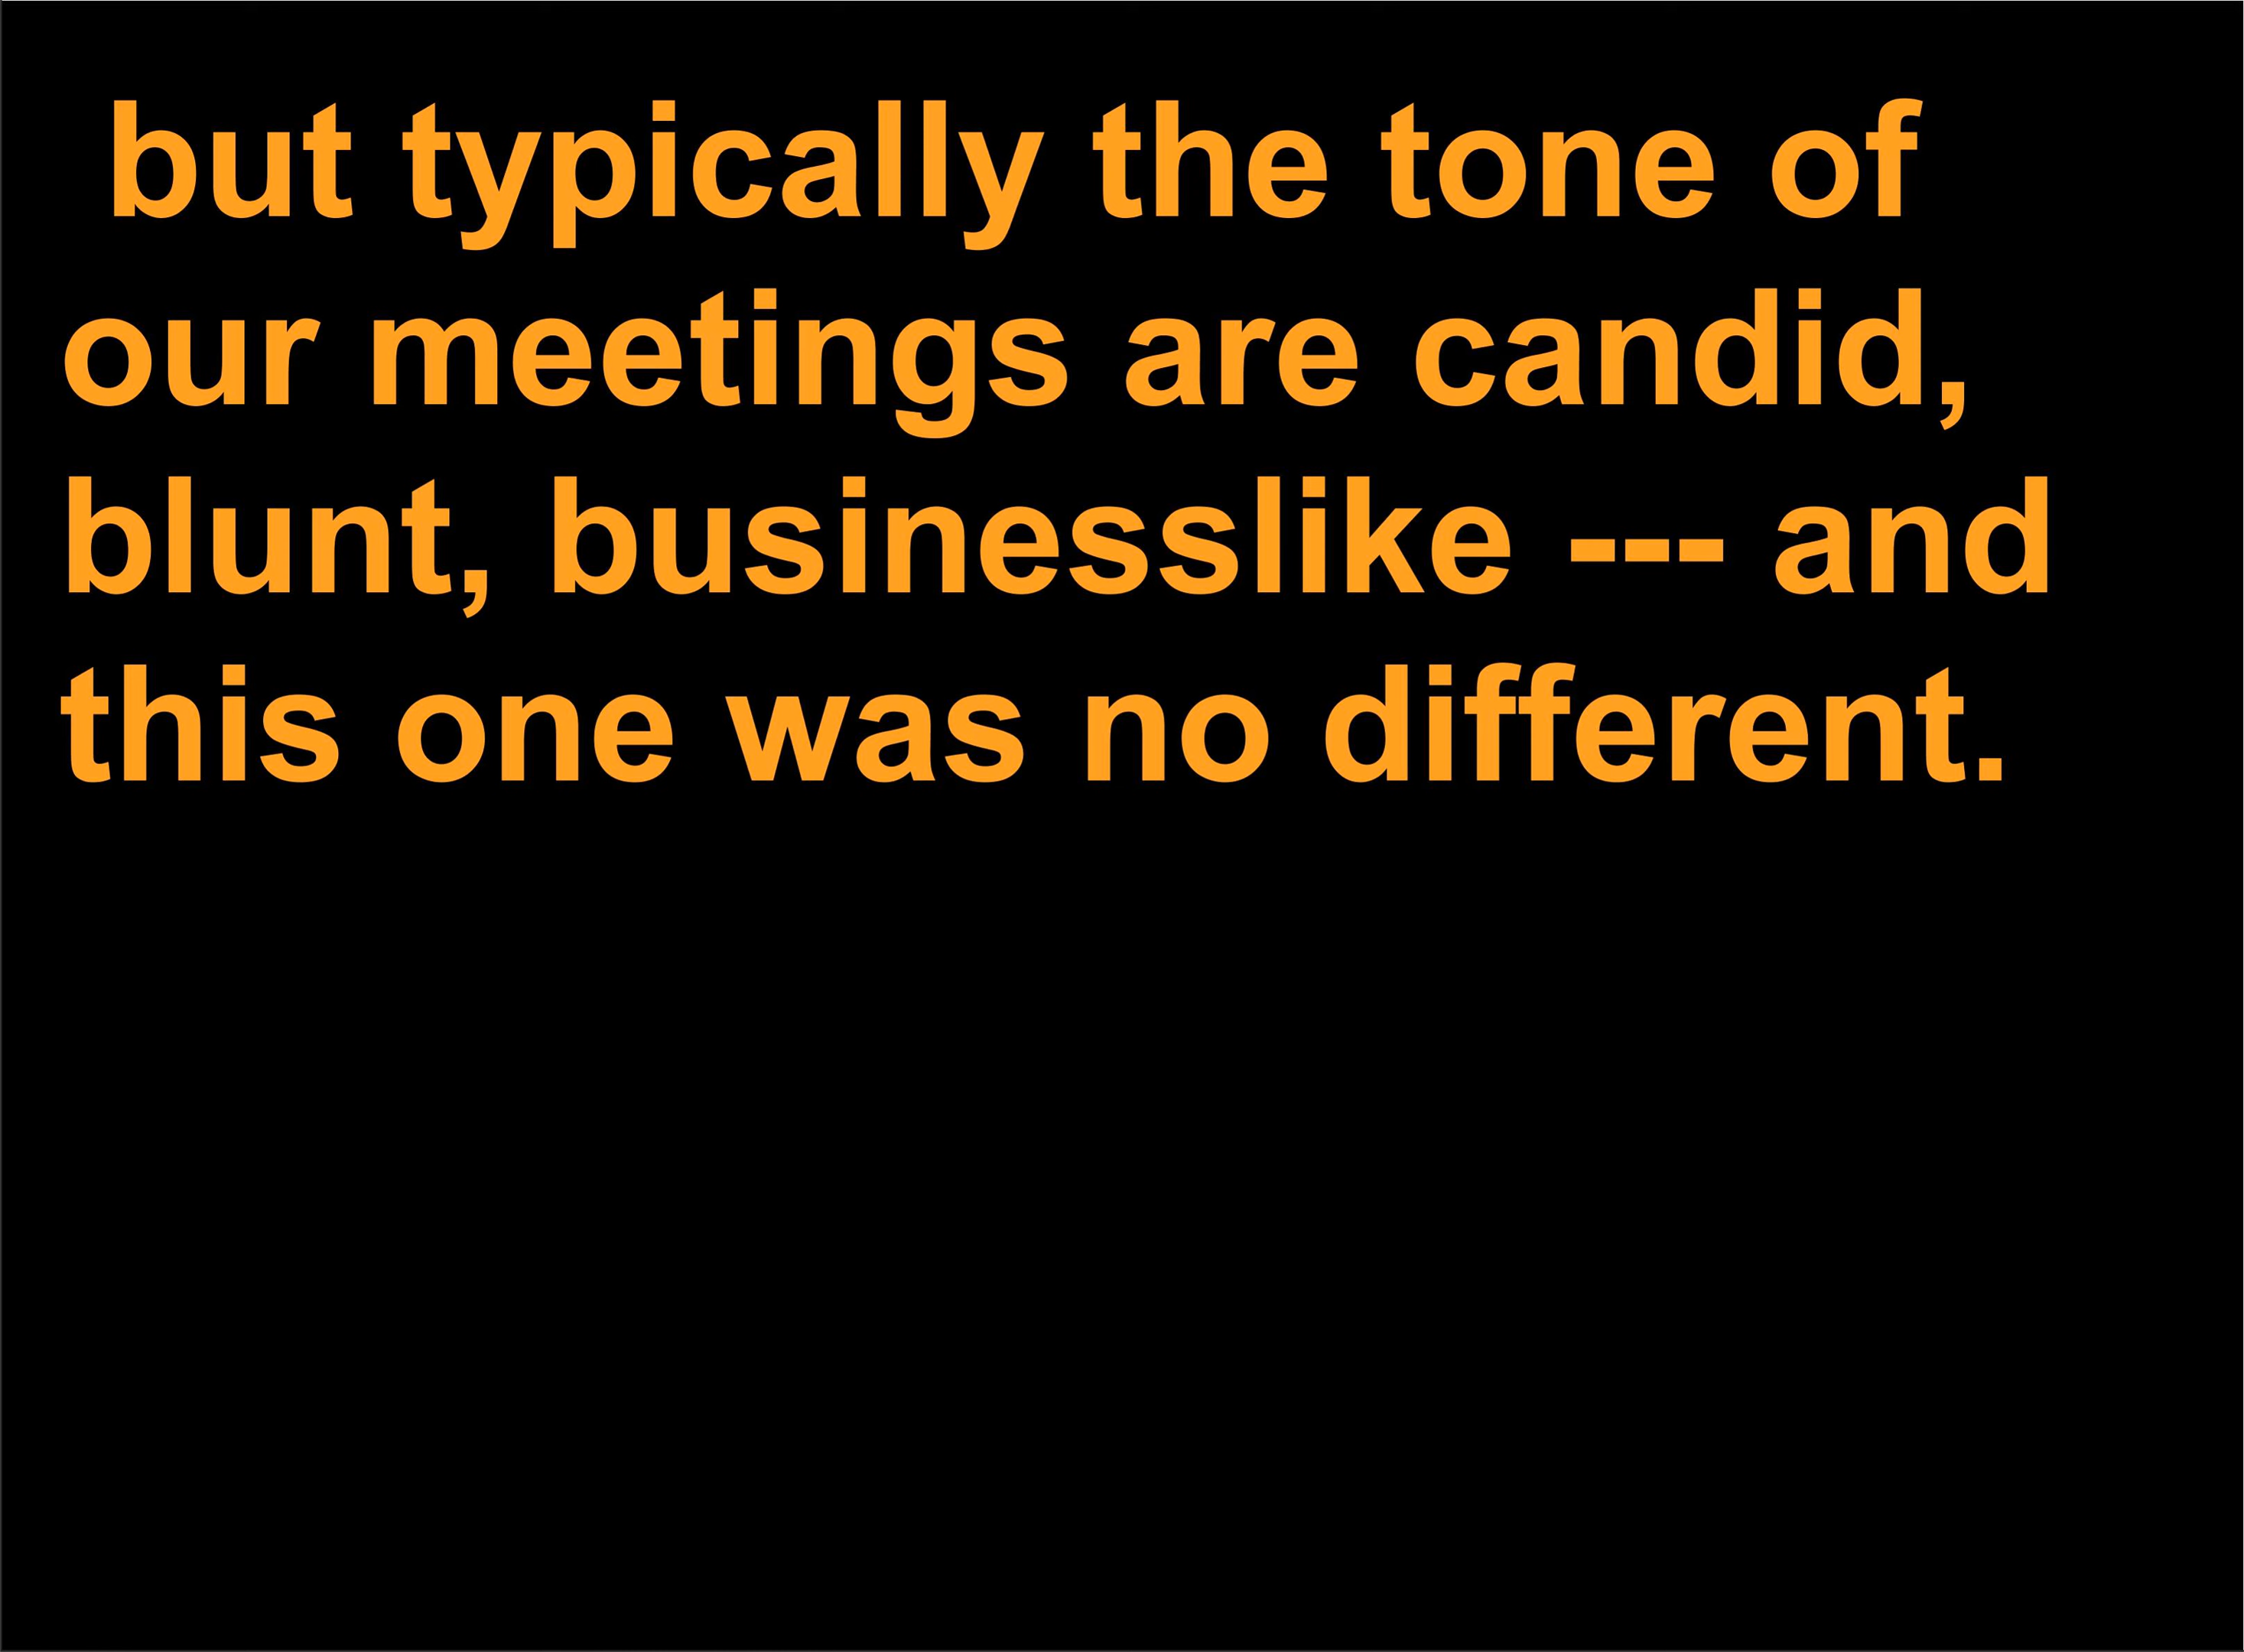 but typically the tone of
our meetings are candid,
blunt, businesslike --- and
this one was no different.